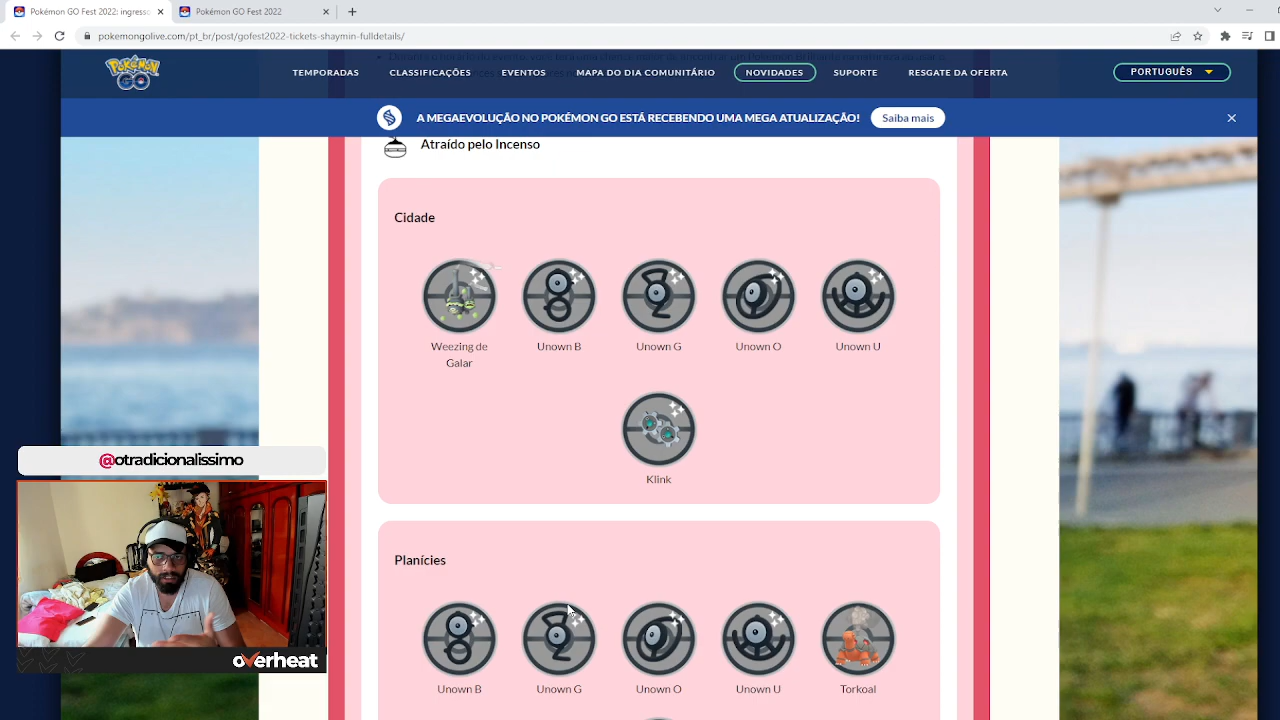 Pokémon GO Fest 2022: ingresso
Pokémon GO Fest 2022
pokemongolive.com/pt_br/post/gofest2022-tickets-shaymin-fulldetails/
POKÉMON GO
TEMPORADAS
CLASSIFICAÇÕES
EVENTOS
MAPA DO DIA COMUNITÁRIO
NOVIDADES
SUPORTE
RESGATE DA OFERTA
PORTUGUÊS
A MEGAEVOLUÇÃO NO POKÉMON GO ESTÁ RECEBENDO UMA MEGA ATUALIZAÇÃO!
Saiba mais
Atraído pelo Incenso
Cidade
Weezing de
Galar
Unown B
Unown G
Unown O
Unown U
Klink
Planícies
Unown B
Unown G
Unown O
Unown U
Torkoal
@otradicionalissimo
overheat